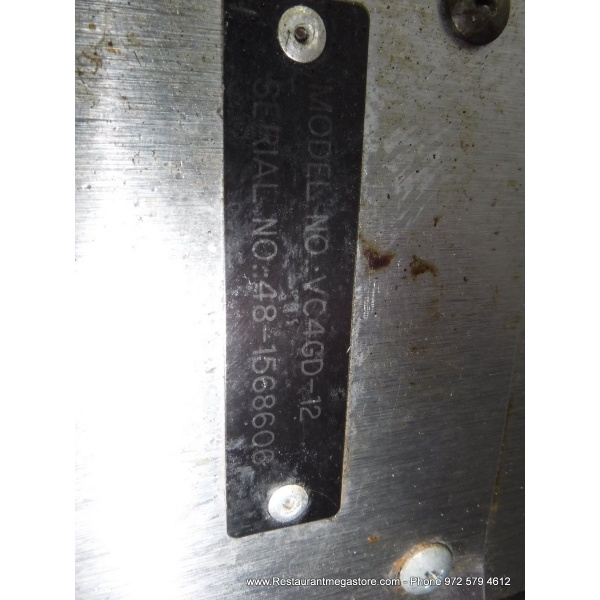 MODEL NO.:VC4GD-12
SERIAL NO.:48-1568606
www.Restaurantmegastore.com - Phone 972 579 4612